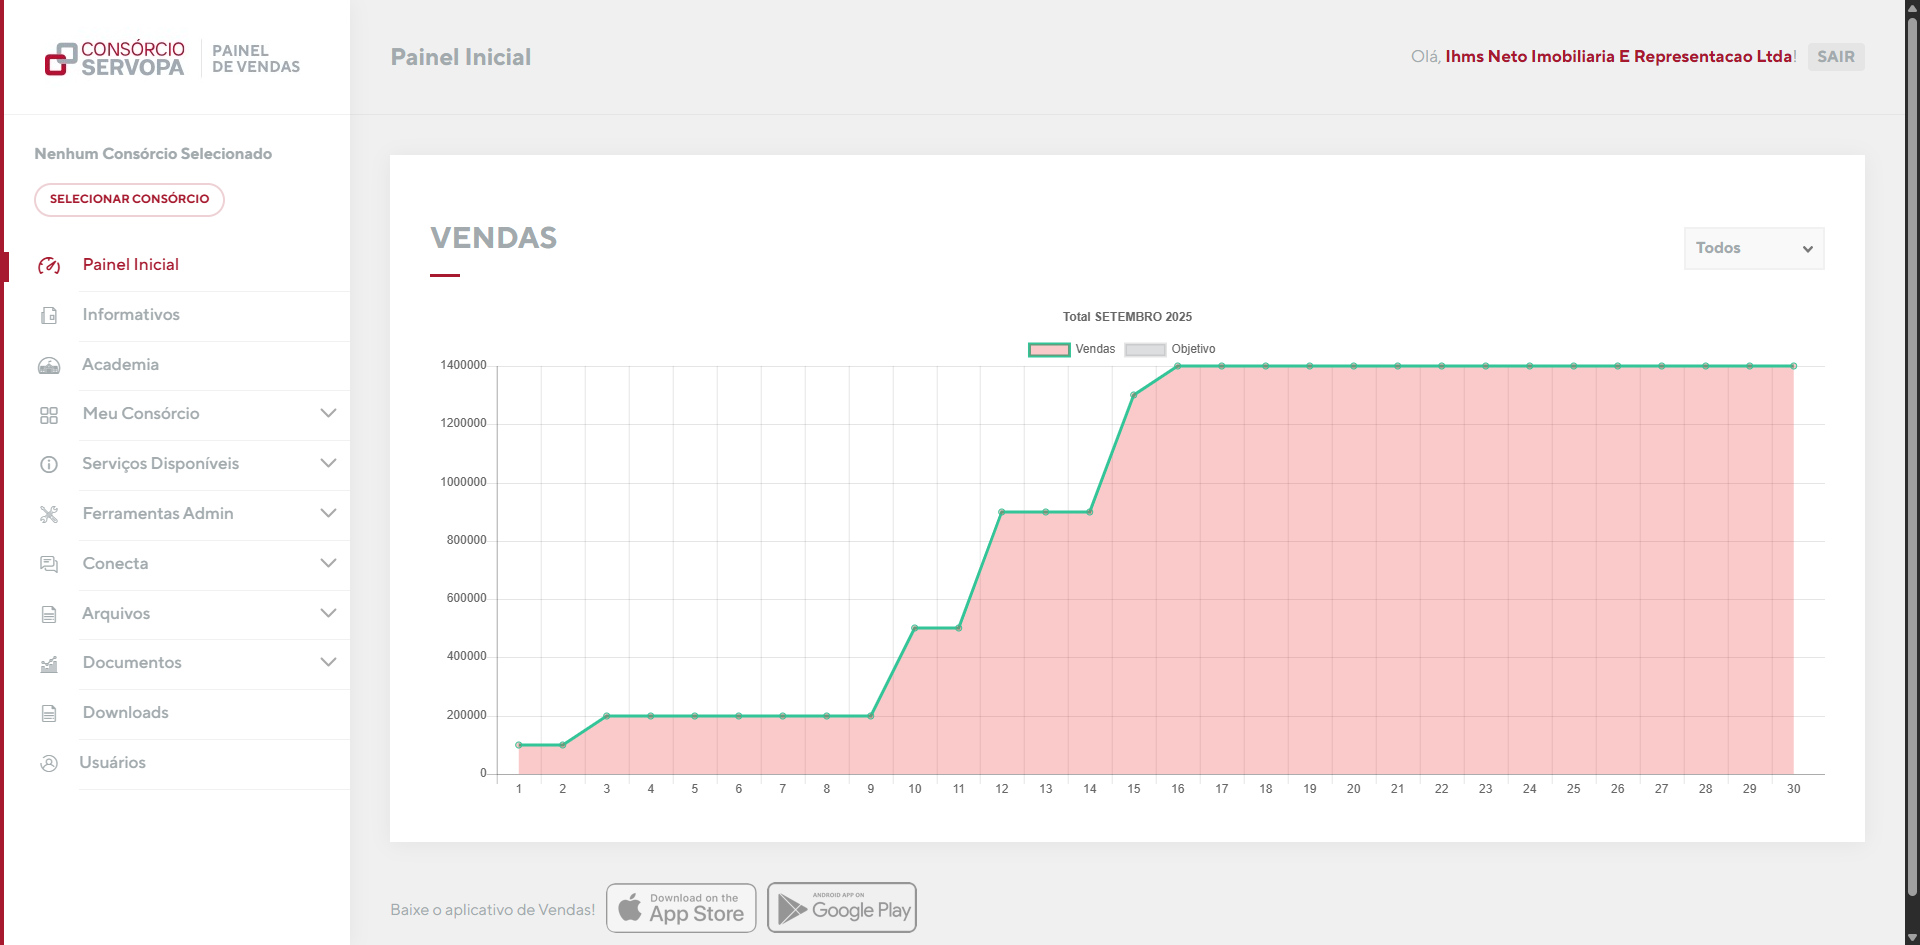 CONSÓRCIO
SERVOPA
PAINEL
DE VENDAS
Painel Inicial
Olá, Ihms Neto Imobiliaria E Representacao Ltda!
SAIR
Nenhum Consórcio Selecionado
SELECIONAR CONSÓRCIO
Painel Inicial
Informativos
Academia
Meu Consórcio
Serviços Disponíveis
Ferramentas Admin
Conecta
Arquivos
Documentos
Downloads
Usuários
VENDAS
Todos
Total SETEMBRO 2025
Vendas
Objetivo
1400000
1200000
1000000
800000
600000
400000
200000
0
1 2 3 4 5 6 7 8 9 10 11 12 13 14 15 16 17 18 19 20 21 22 23 24 25 26 27 28 29 30
Baixe o aplicativo de Vendas!
Download on the
App Store
ANDROID APP ON
Google Play